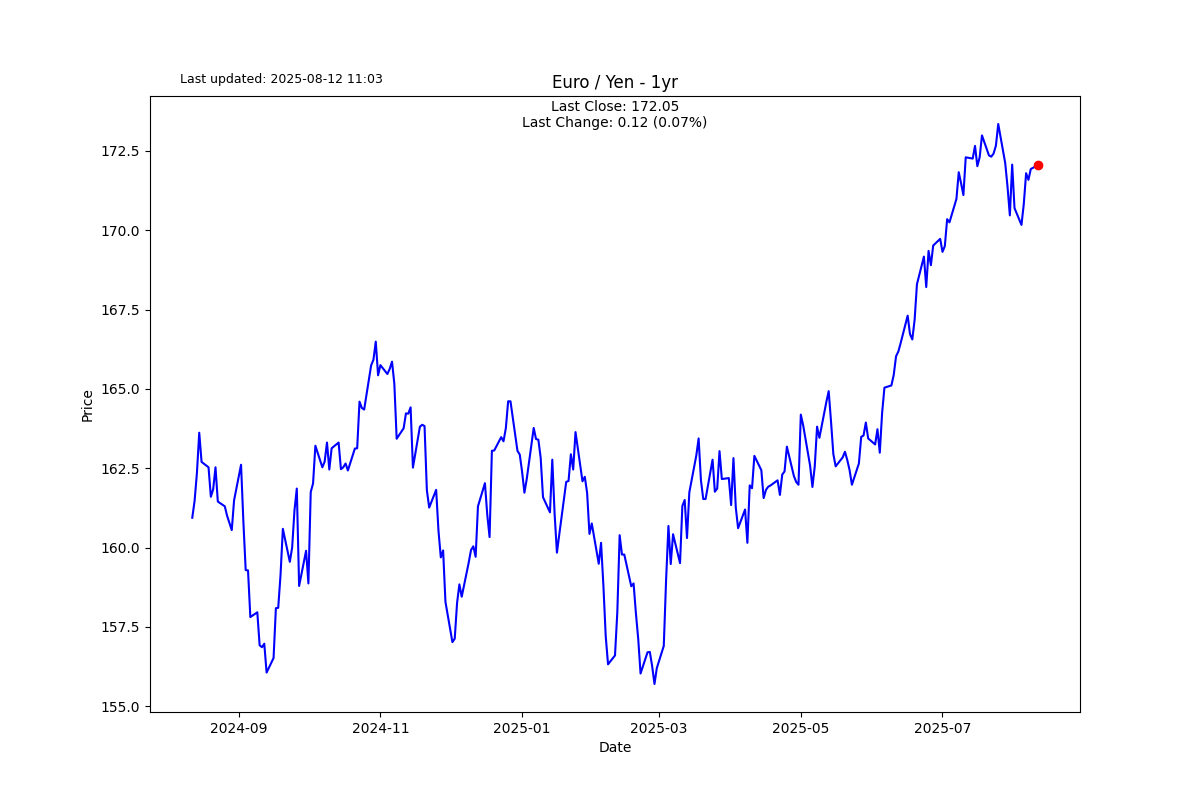 Last updated: 2025-08-12 11:03
Euro / Yen - 1yr
Last Close: 172.05
Last Change: 0.12 (0.07%)
172.5
170.0
167.5
165.0
162.5
160.0
157.5
155.0
Price
2024-09
2024-11
2025-01
2025-03
2025-05
2025-07
Date